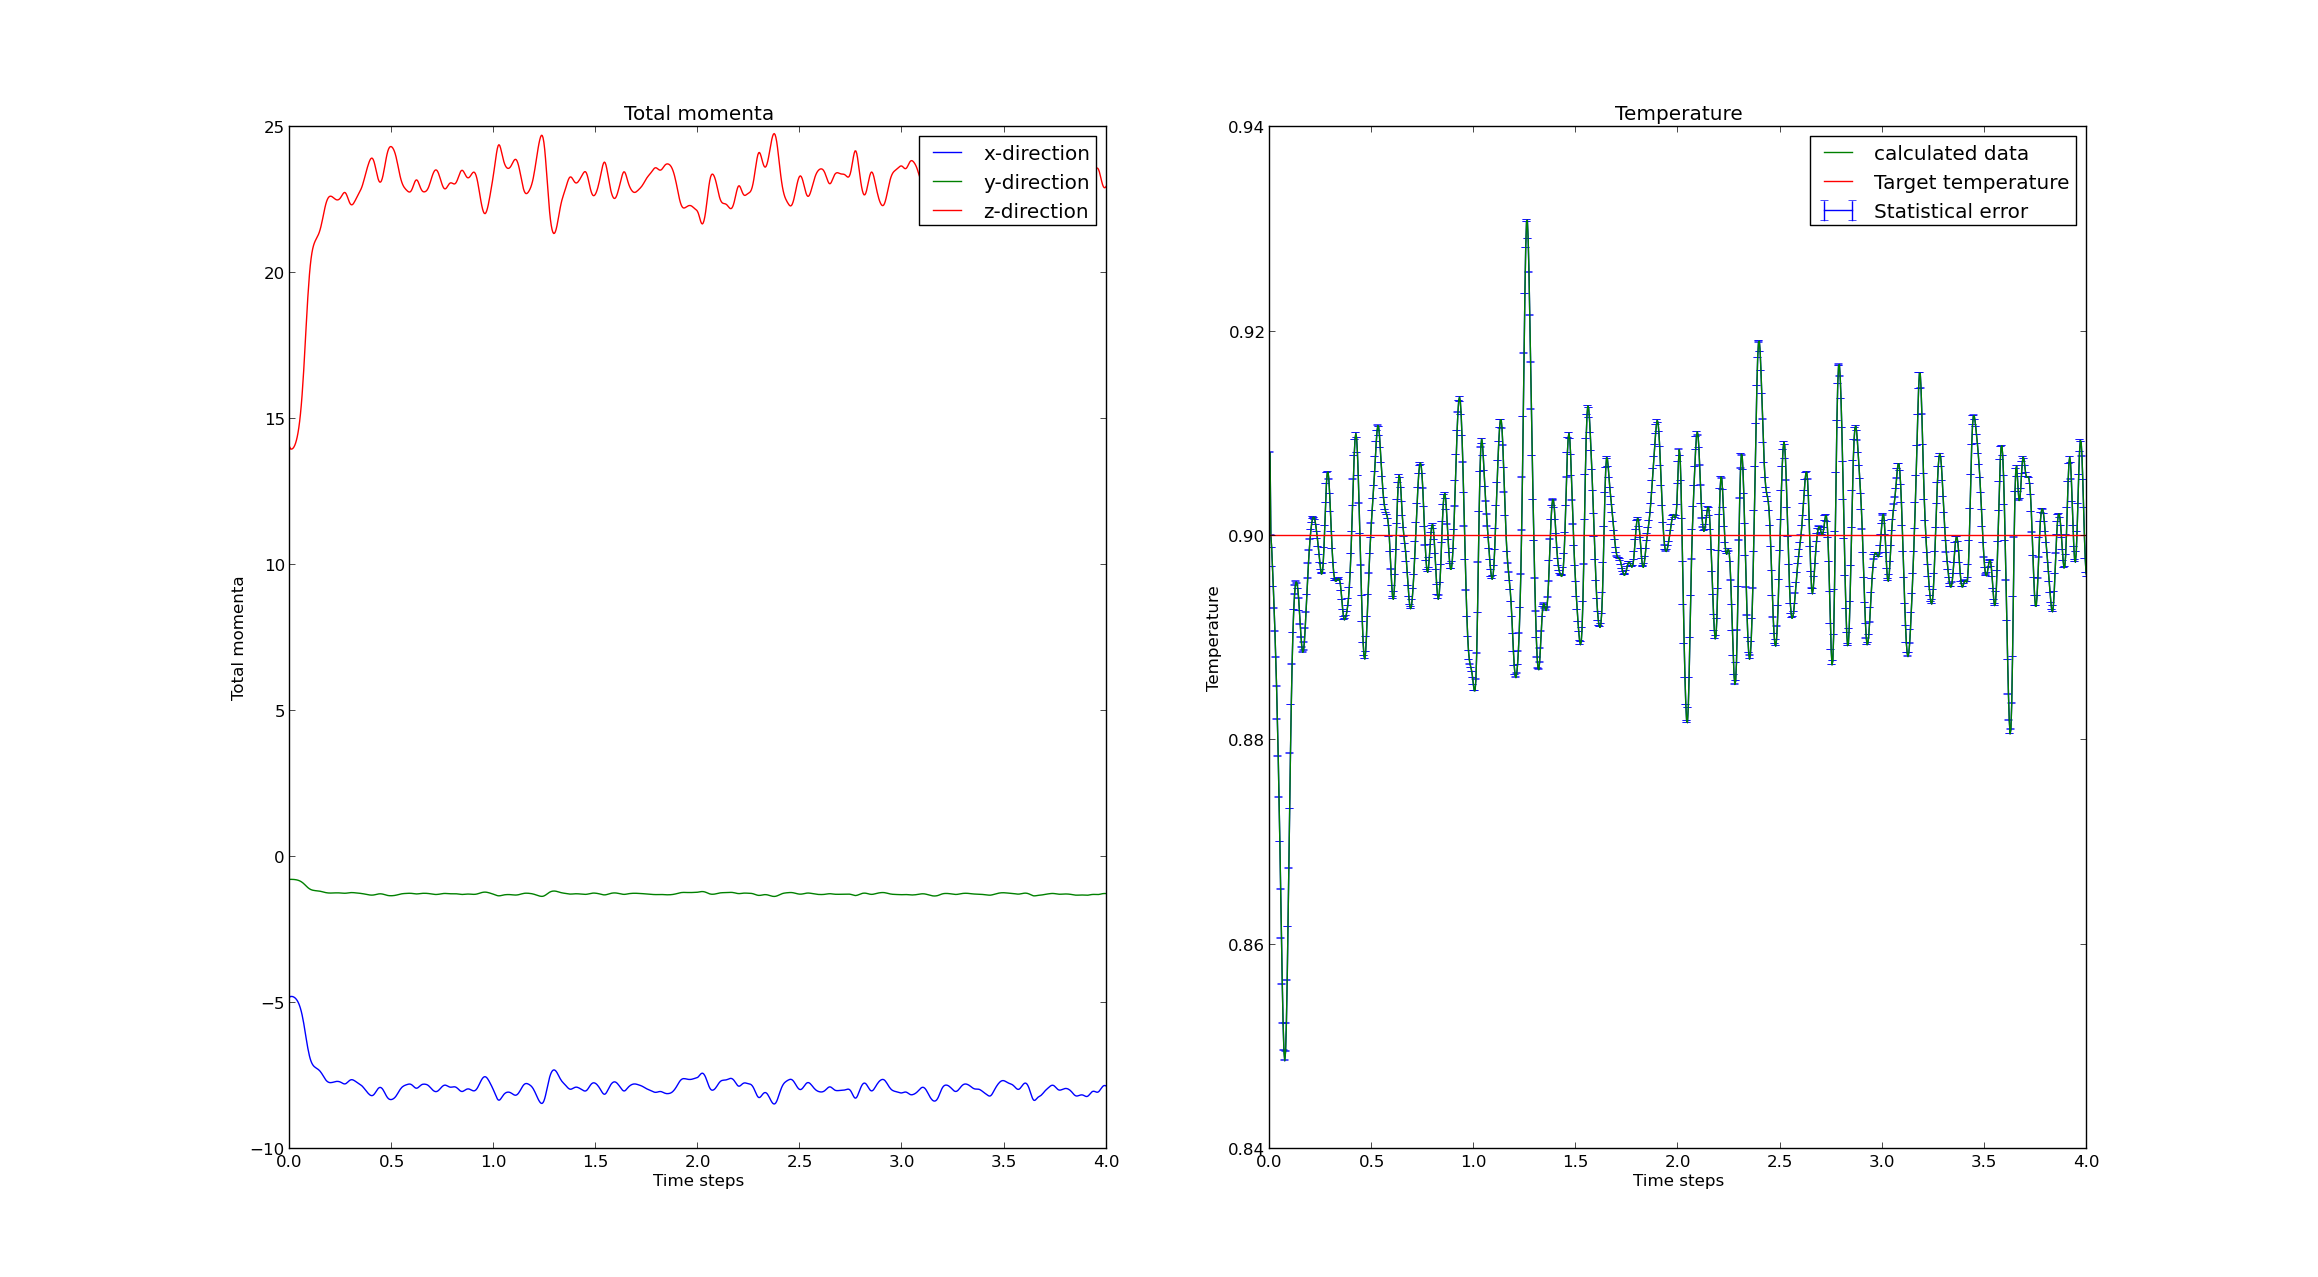 Total momenta
25
20
15
10
5
0
−5
−10
0.0 0.5 1.0 1.5 2.0 2.5 3.0 3.5 4.0
Time steps
Total momenta
x-direction
y-direction
z-direction
Temperature
0.94
0.92
0.90
0.88
0.86
0.84
0.0 0.5 1.0 1.5 2.0 2.5 3.0 3.5 4.0
Time steps
Temperature
calculated data
Target temperature
Statistical error